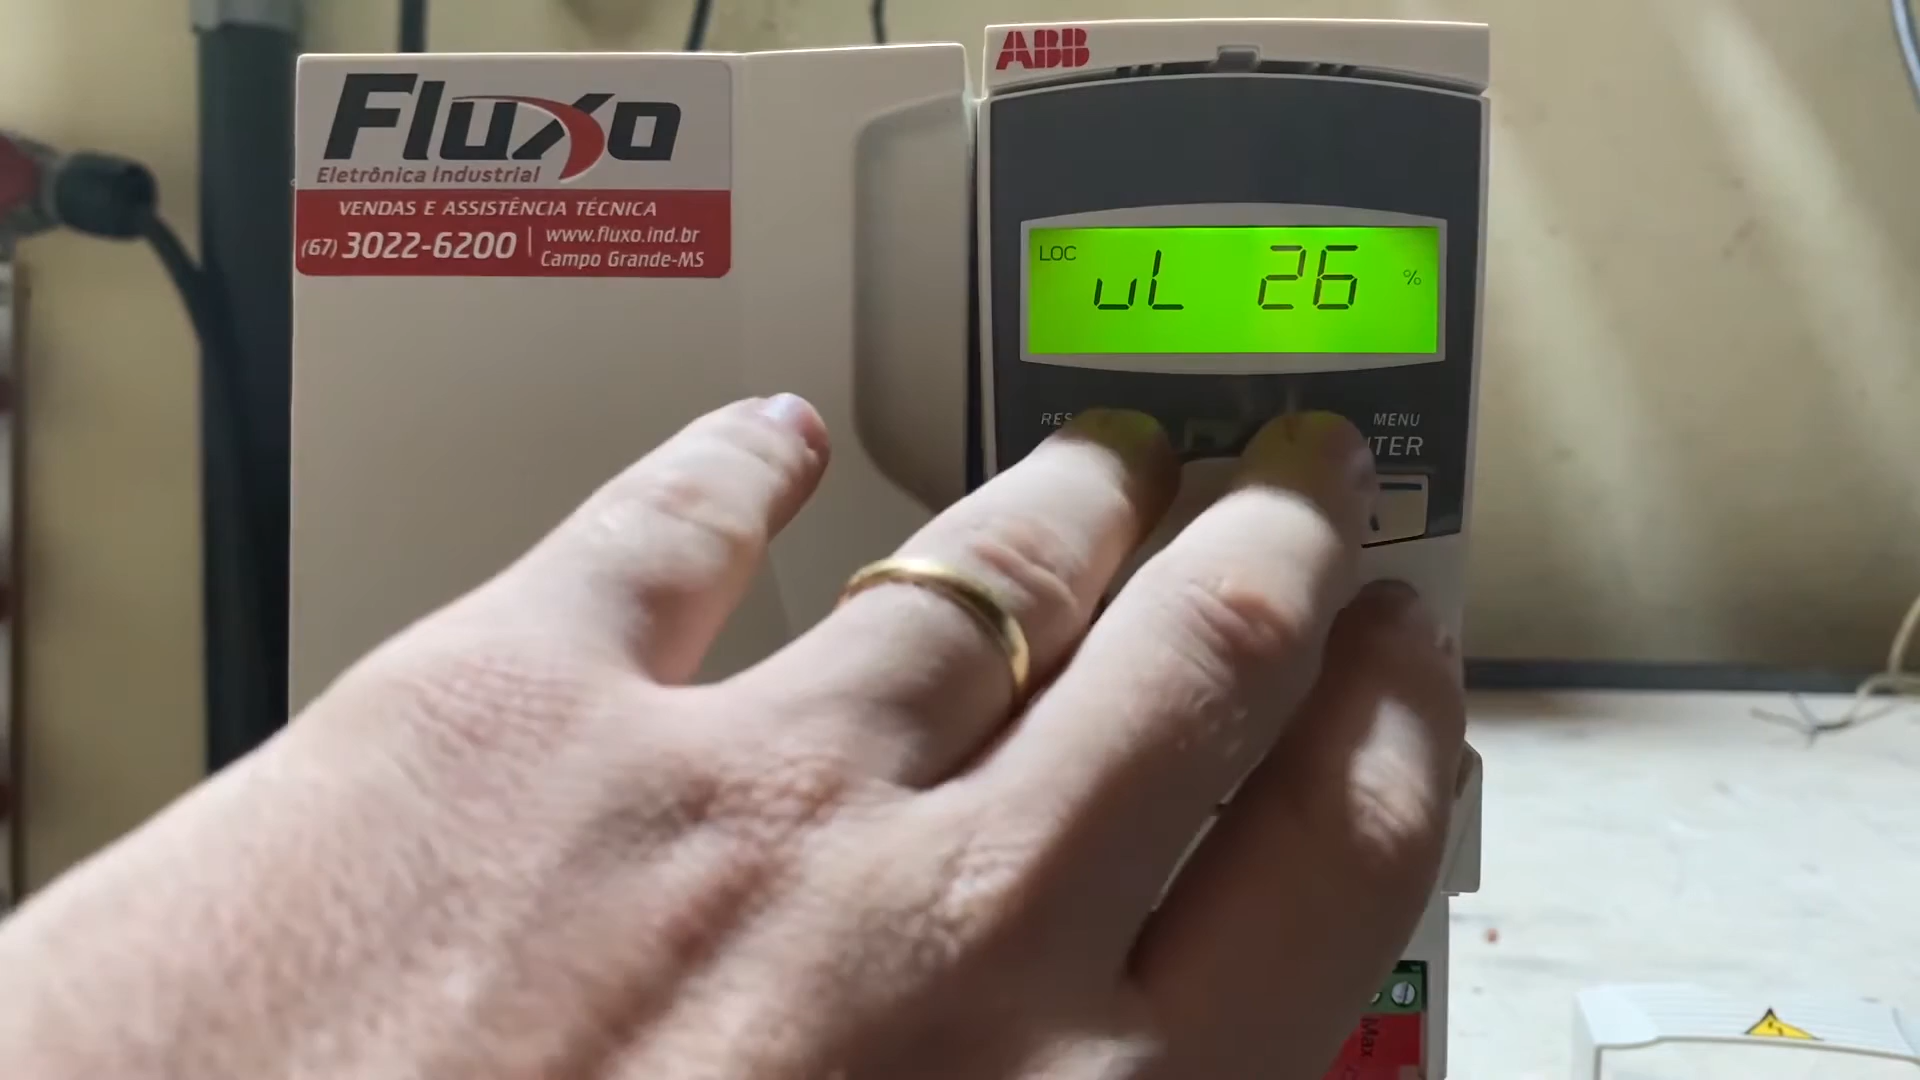 Fluxo
Eletrônica Industrial
VENDAS E ASSISTÊNCIA TÉCNICA
(67) 3022-6200
www.fluxo.ind.br
Campo Grande-MS
ABB
LOC
uL 26 %
MENU
Max